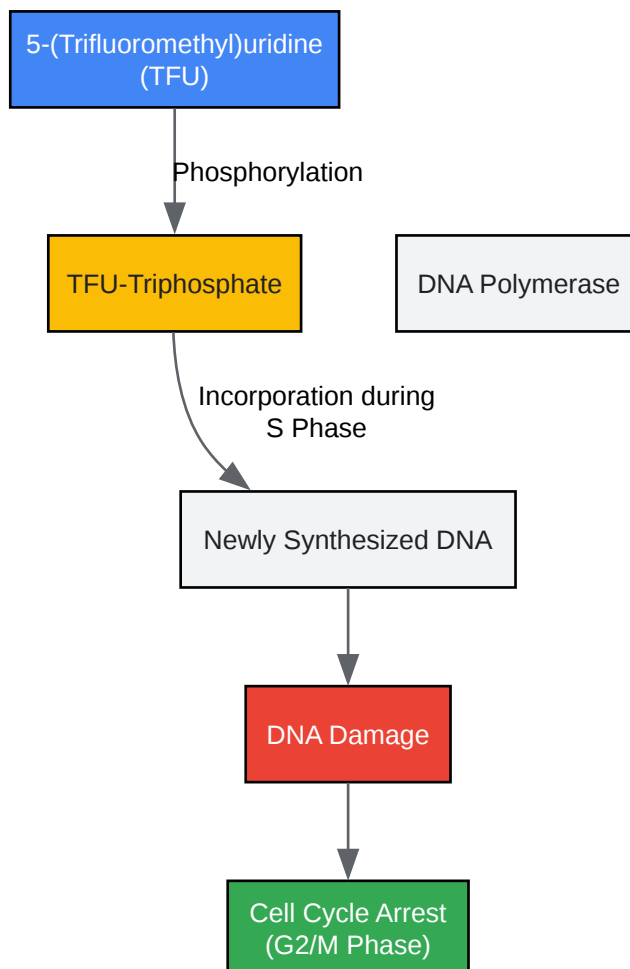 5-(Trifluoromethyl)uridine
(TFU)
Phosphorylation
TFU-Triphosphate
DNA Polymerase
Incorporation during
S Phase
Newly Synthesized DNA
DNA Damage
Cell Cycle Arrest
(G2/M Phase)